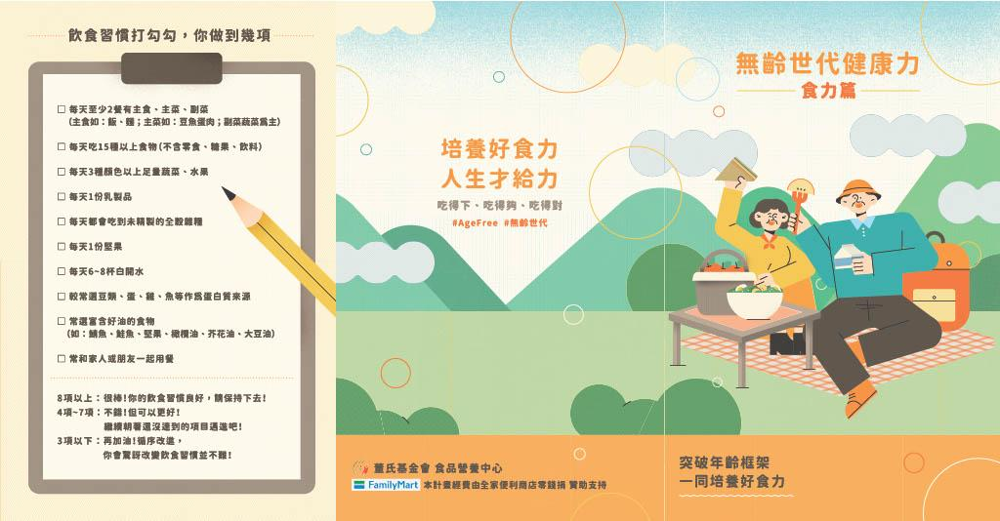 飲食習慣打勾勾，你做到幾項
□ 每天至少2餐有主食、主菜、副菜
(主食如：飯、麵；主菜如：豆魚蛋肉；副菜蔬菜為主)
□ 每天吃15種以上食物(不含零食、糖果、飲料)
□ 每天3種顏色以上足量蔬菜、水果
□ 每天1份乳製品
□ 每天都會吃到未精製的全穀雜糧
□ 每天1份堅果
□ 每天6~8杯白開水
□ 較常選豆類、蛋、雞、魚等作為蛋白質來源
□ 常選富含好油的食物
(如：鯖魚、鮭魚、堅果、橄欖油、芥花油、大豆油)
□ 常和家人或朋友一起用餐
8項以上：很棒!你的飲食習慣良好，請保持下去!
4項~7項：不錯!但可以更好!
繼續朝著還沒達到的項目邁進吧!
3項以下：再加油!循序改進，
你會驚訝改變飲食習慣並不難!
培養好食力
人生才給力
吃得下、吃得夠、吃得對
#AgeFree #無齡世代
董氏基金會 食品營養中心
FamilyMart 本計畫經費由全家便利商店零錢捐 贊助支持
無齡世代健康力
食力篇
突破年齡框架
一同培養好食力